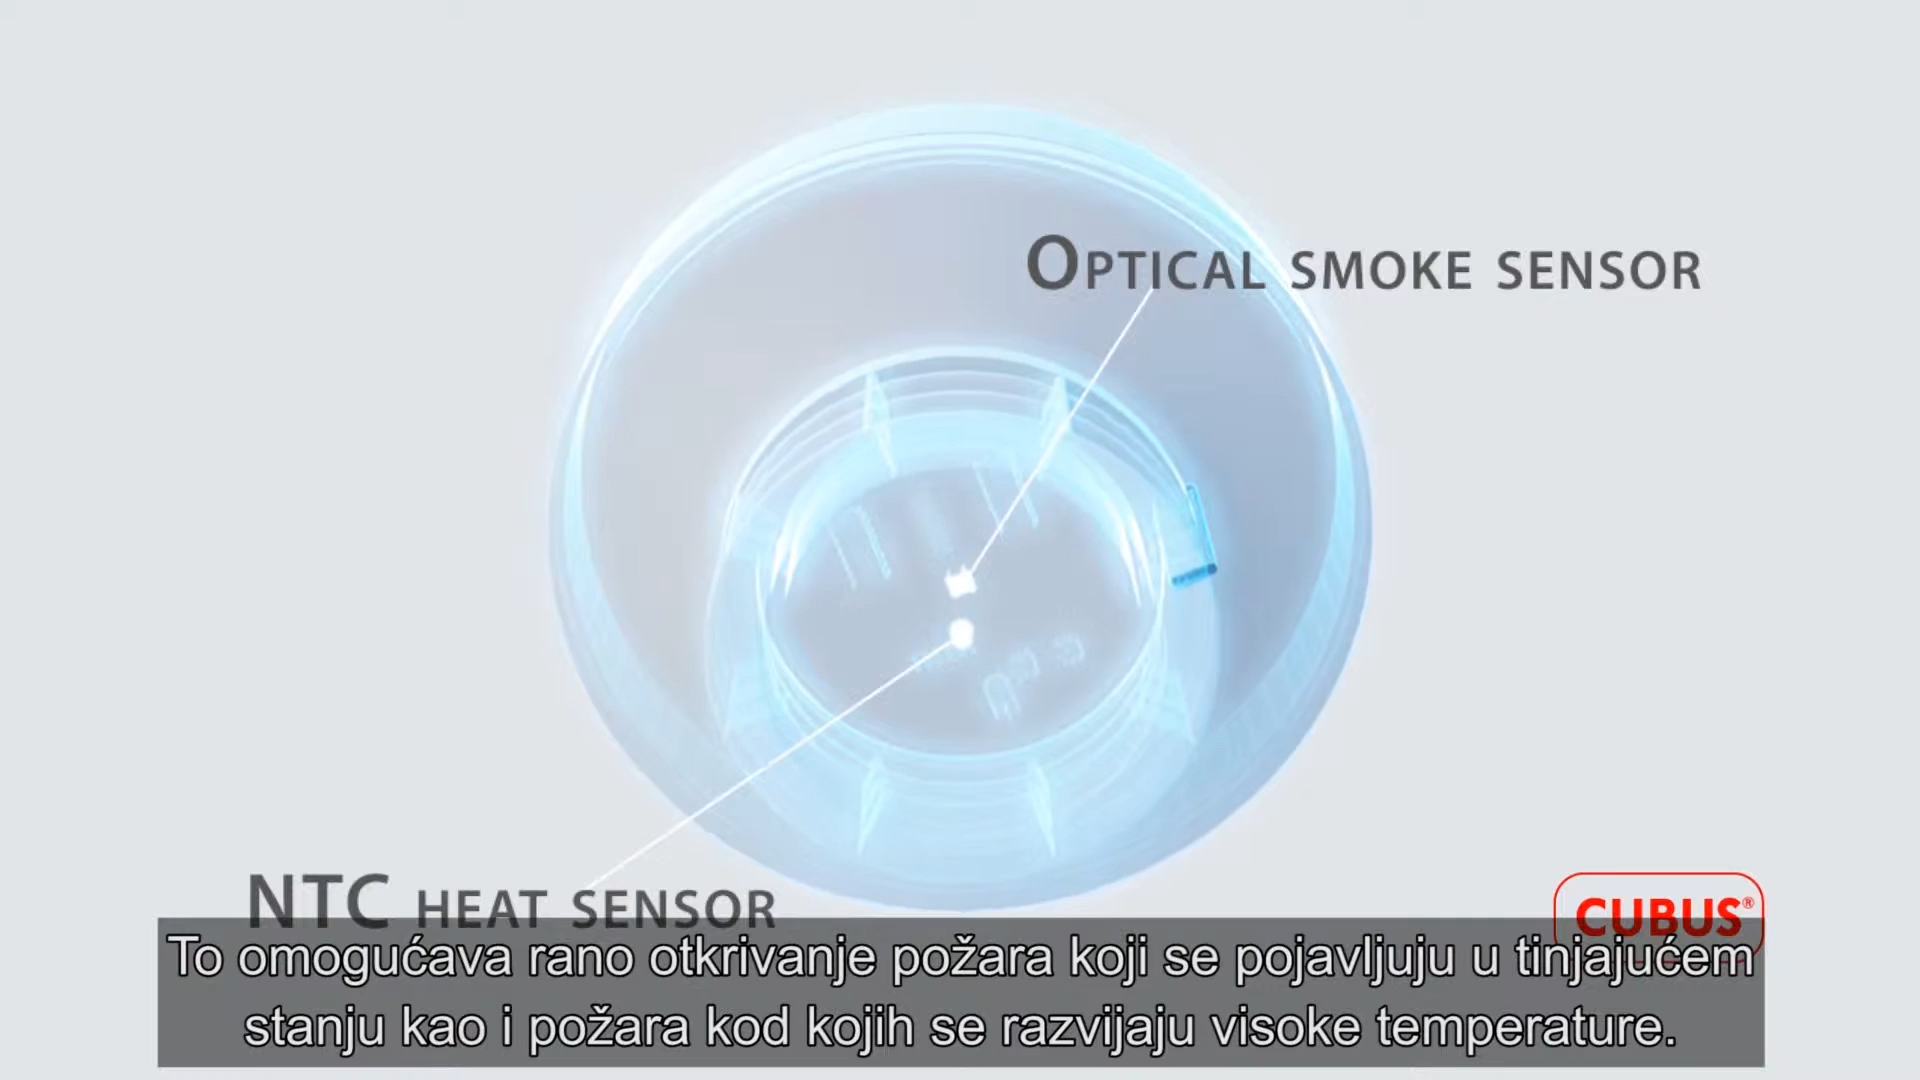 OPTICAL SMOKE SENSOR
NTC HEAT SENSOR
CUBUS®
To omogućava rano otkrivanje požara koji se pojavljuju u tinjajućem
stanju kao i požara kod kojih se razvijaju visoke temperature.